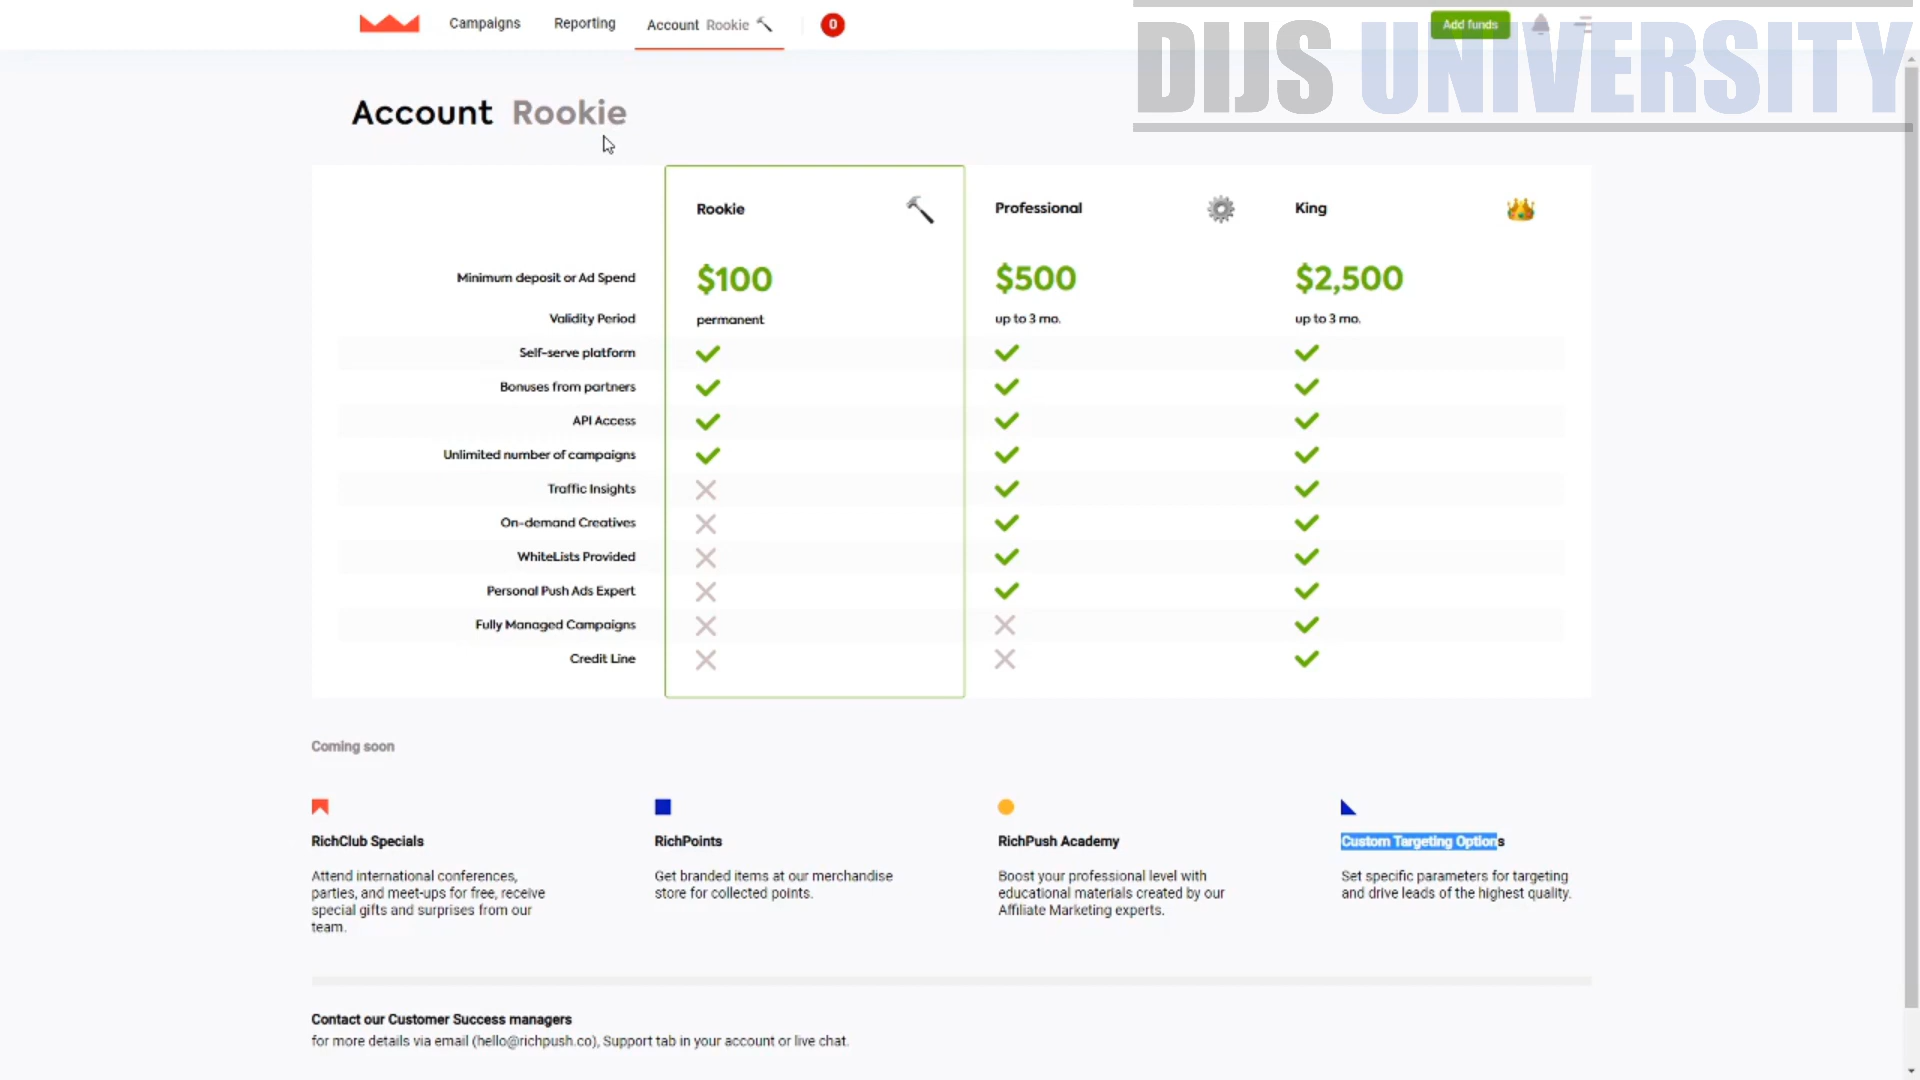 Campaigns Reporting Account Rookie 0 Add funds
DIJS UNIVERSITY
Account Rookie
Rookie Professional King
Minimum deposit or Ad Spend $100 $500 $2,500
Validity Period permanent up to 3 mo. up to 3 mo.
Self-serve platform
Bonuses from partners
API Access
Unlimited number of campaigns
Traffic Insights
On-demand Creatives
WhiteLists Provided
Personal Push Ads Expert
Fully Managed Campaigns
Credit Line
Coming soon
RichClub Specials
Attend international conferences,
parties, and meet-ups for free, receive
special gifts and surprises from our
team.
RichPoints
Get branded items at our merchandise
store for collected points.
RichPush Academy
Boost your professional level with
educational materials created by our
Affiliate Marketing experts.
Custom Targeting Options
Set specific parameters for targeting
and drive leads of the highest quality.
Contact our Customer Success managers
for more details via email (hello@richpush.co), Support tab in your account or live chat.